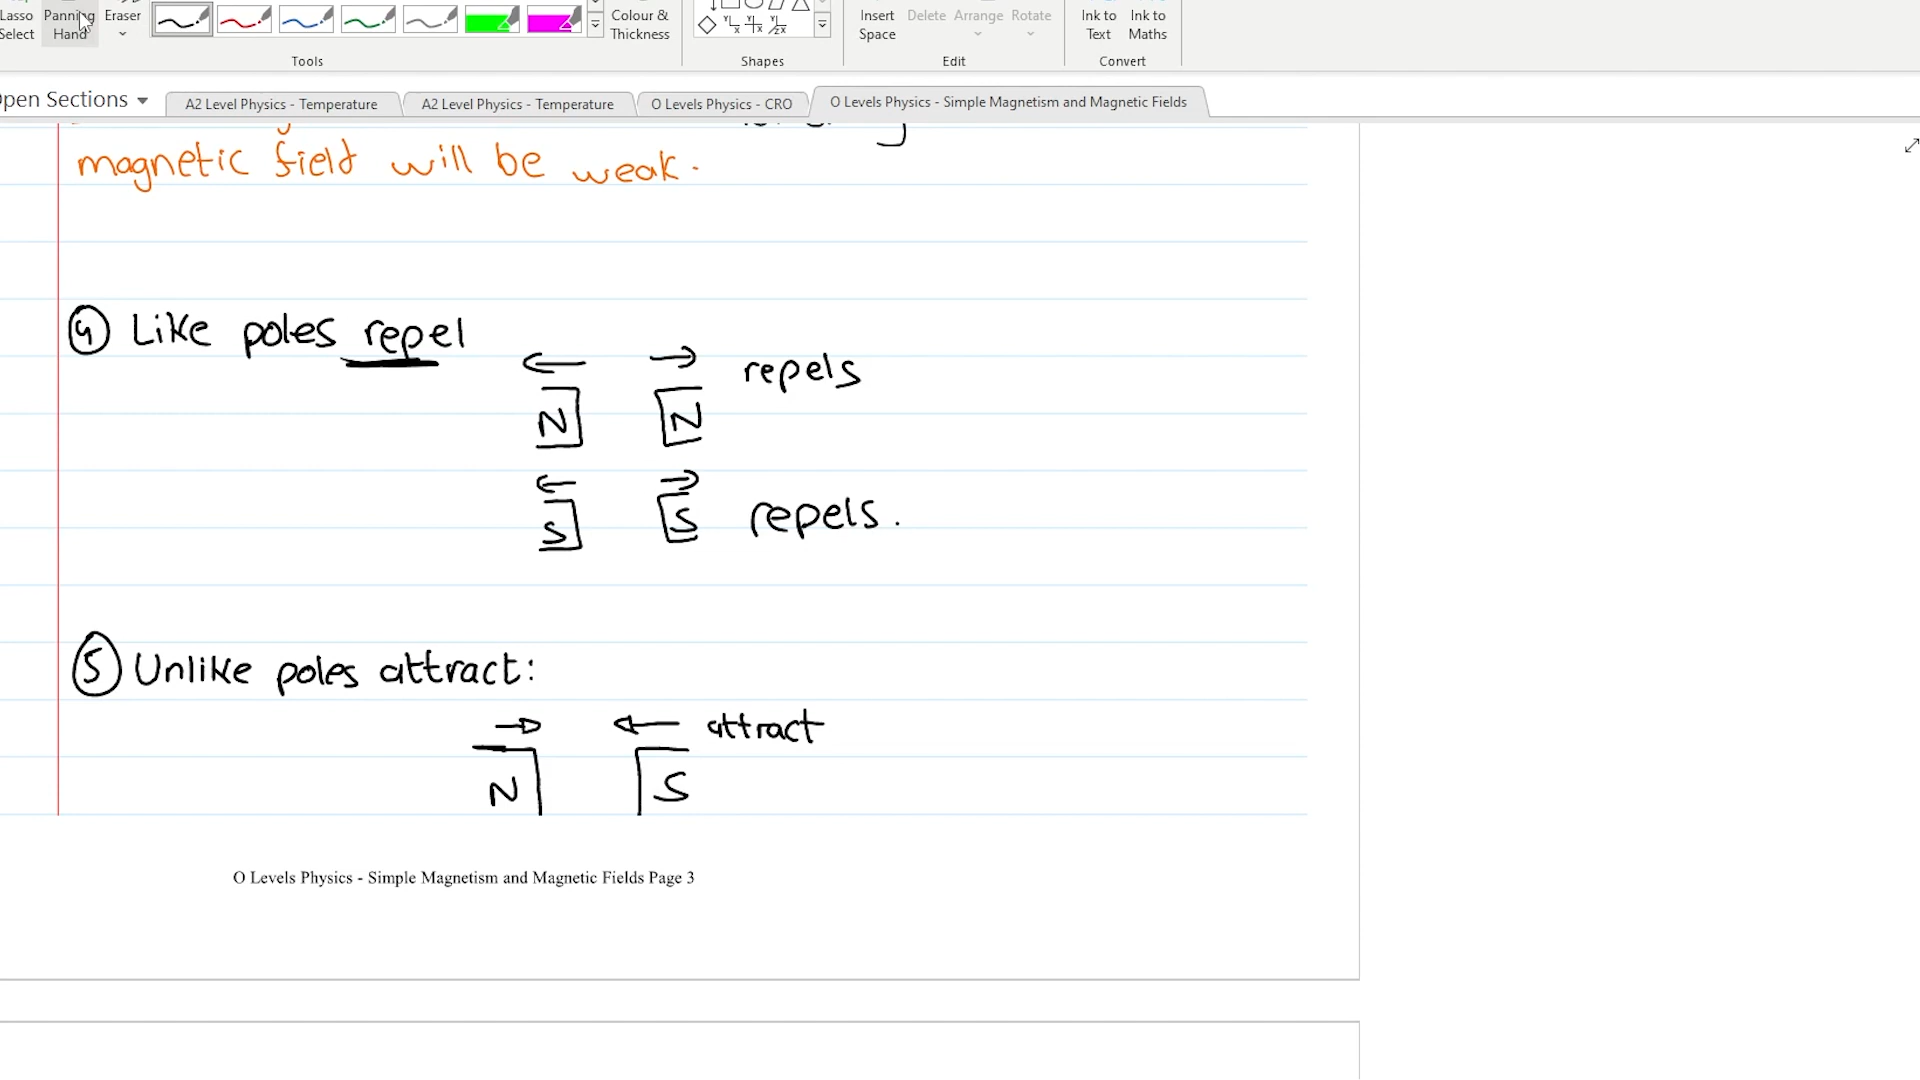 Lasso Select
Panning Hand
Eraser
Colour & Thickness
Insert Space
Delete
Arrange
Rotate
Ink to Text
Ink to Maths
Tools
Shapes
Edit
Convert
pen Sections
A2 Level Physics - Temperature
A2 Level Physics - Temperature
O Levels Physics - CRO
O Levels Physics - Simple Magnetism and Magnetic Fields
magnetic field will be weak.
④ Like poles repel
repels
N N
S S repels.
⑤ Unlike poles attract:
attract
N S
O Levels Physics - Simple Magnetism and Magnetic Fields Page 3